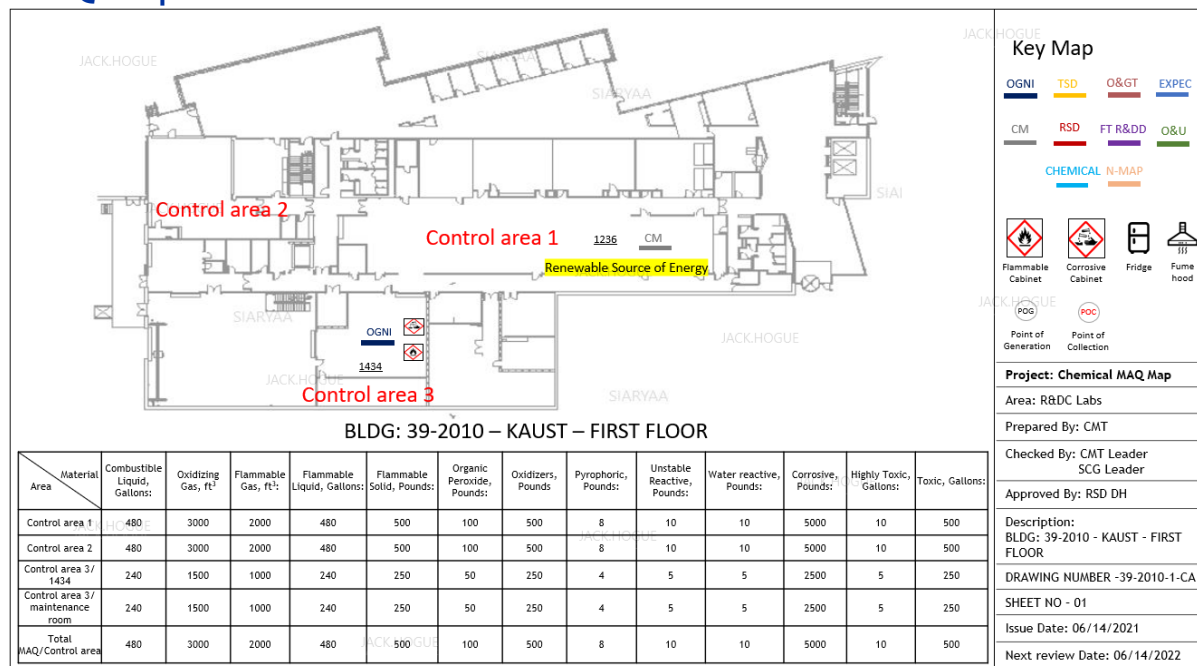 Key Map
OGNI TSD O&GT EXPEC
CM RSD FT R&DD O&U
CHEMICAL N-MAP
Flammable Cabinet
Corrosive Cabinet
Fridge
Fume hood
POG
POC
Point of Generation
Point of Collection
JACK.HOGUE
SIARYAA
JACK.HOGUE
SIARYAA
SIAI
Control area 2
Control area 1
1236
CM
Renewable Source of Energy
SIARYAA
OGNI
1434
JACK.HOGUE
JACK.HOGUE
JACK.HOGUE
Control area 3
SIARYAA
BLDG: 39-2010 – KAUST – FIRST FLOOR
Material
Area
Combustible Liquid, Gallons:
Oxidizing Gas, ft³
Flammable Gas, ft³:
Flammable Liquid, Gallons:
Flammable Solid, Pounds:
Organic Peroxide, Pounds:
Oxidizers, Pounds
Pyrophoric, Pounds:
Unstable Reactive, Pounds:
Water reactive, Pounds:
Corrosive, Pounds:
Highly Toxic, Gallons:
Toxic, Gallons:
Control area 1 480 3000 2000 480 500 100 500 8 10 10 5000 10 500
Control area 2 480 3000 2000 480 500 100 500 8 10 10 5000 10 500
Control area 3/ 1434 240 1500 1000 240 250 50 250 4 5 5 2500 5 250
Control area 3/ maintenance room 240 1500 1000 240 250 50 250 4 5 5 2500 5 250
Total MAQ/Control area 480 3000 2000 480 500 100 500 8 10 10 5000 10 500
JACK.HOGUE
JACK.HOGUE
JACK.HOGUE
Project: Chemical MAQ Map
Area: R&DC Labs
Prepared By: CMT
Checked By: CMT Leader
SCG Leader
Approved By: RSD DH
Description:
BLDG: 39-2010 - KAUST - FIRST
FLOOR
DRAWING NUMBER -39-2010-1-CA
SHEET NO - 01
Issue Date: 06/14/2021
Next review Date: 06/14/2022